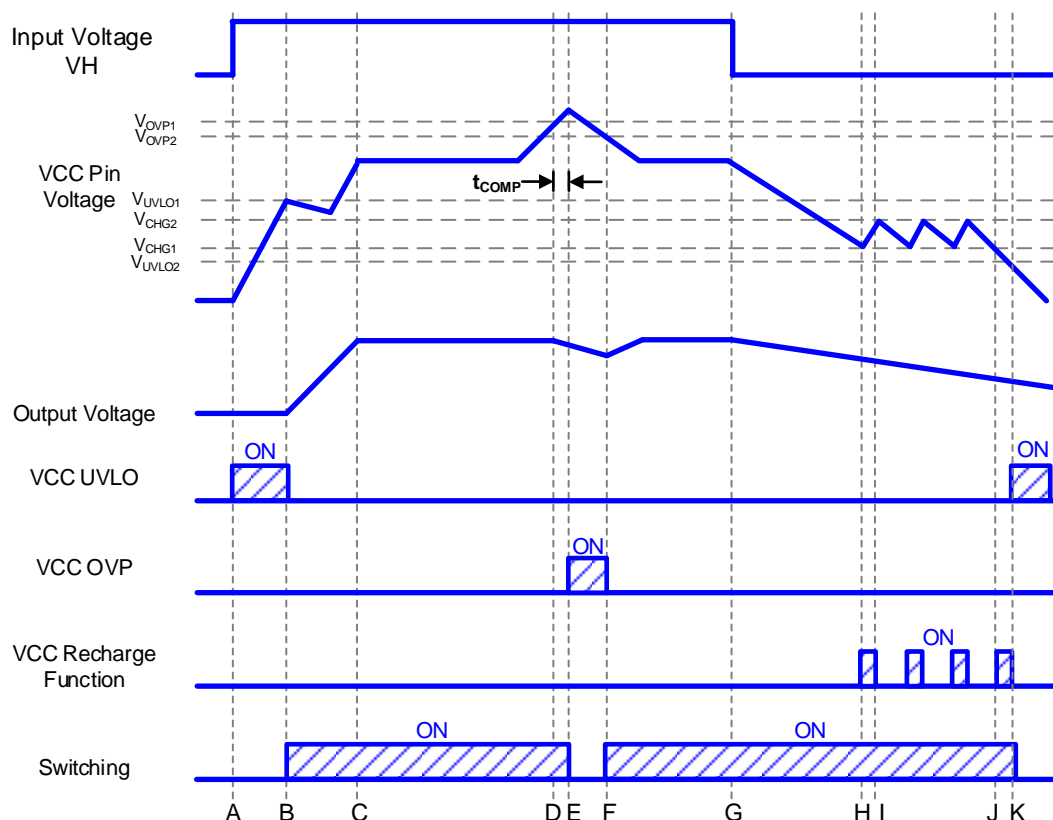 Input Voltage
VH
VOVP1
VOVP2
VCC Pin
Voltage
tCOMP
VUVLO1
VCHG2
VCHG1
VUVLO2
Output Voltage
ON
ON
VCC UVLO
ON
VCC OVP
VCC Recharge
Function
ON
ON
ON
Switching
A B C D E F G H I J K